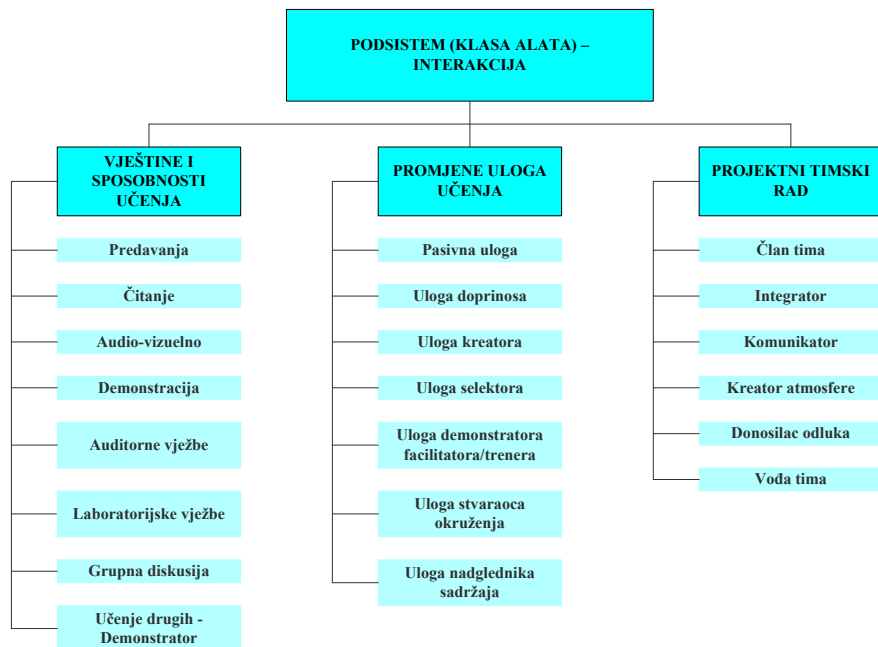 PODSISTEM (KLASA ALATA) –
INTERAKCIJA
VJEŠTINE I
SPOSOBNOSTI
UČENJA
Predavanja
Čitanje
Audio-vizuelno
Demonstracija
Auditorne vježbe
Laboratorijske vježbe
Grupna diskusija
Učenje drugih -
Demonstrator
PROMJENE ULOGA
UČENJA
Pasivna uloga
Uloga doprinosa
Uloga kreatora
Uloga selektora
Uloga demonstratora
facilitatora/trenera
Uloga stvaraoca
okruženja
Uloga nadglednika
sadržaja
PROJEKTNI TIMSKI
RAD
Član tima
Integrator
Komunikator
Kreator atmosfere
Donosilac odluka
Vođa tima